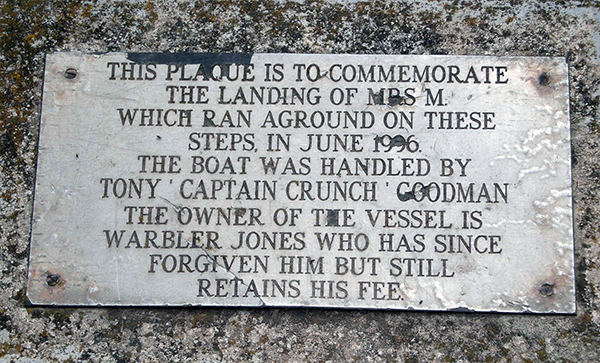 THIS PLAQUE IS TO COMMEMORATE
THE LANDING OF MRS M.
WHICH RAN AGROUND ON THESE
STEPS, IN JUNE 1996.
THE BOAT WAS HANDLED BY
TONY 'CAPTAIN CRUNCH' GOODMAN
THE OWNER OF THE VESSEL IS
WARBLER JONES WHO HAS SINCE
FORGIVEN HIM BUT STILL
RETAINS HIS FEE.